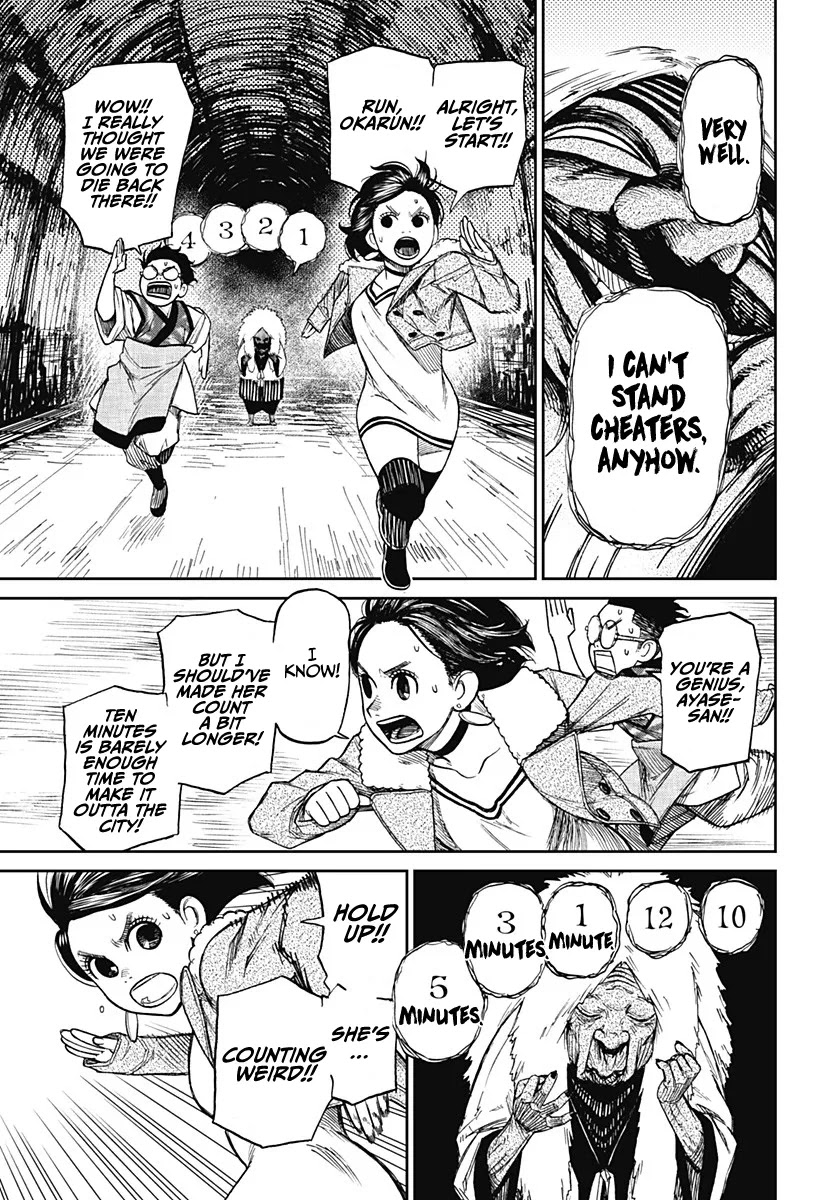 VERY
WELL.
I CAN'T
STAND
CHEATERS,
ANYHOW.
ALRIGHT,
LET'S
START!!
RUN,
OKARUN!!
1
2
3
4
WOW!!
I REALLY
THOUGHT
WE WERE
GOING TO
DIE BACK
THERE!!
YOU'RE A
GENIUS,
AYASE-
SAN!!
I
KNOW!
BUT I
SHOULD'VE
MADE HER
COUNT
A BIT
LONGER!
TEN
MINUTES
IS BARELY
ENOUGH
TIME TO
MAKE IT
OUTTA THE
CITY!
10
12
1
MINUTE.
3
MINUTES.
5
MINUTES.
HOLD
UP!!
SHE'S
...
COUNTING
WEIRD!!